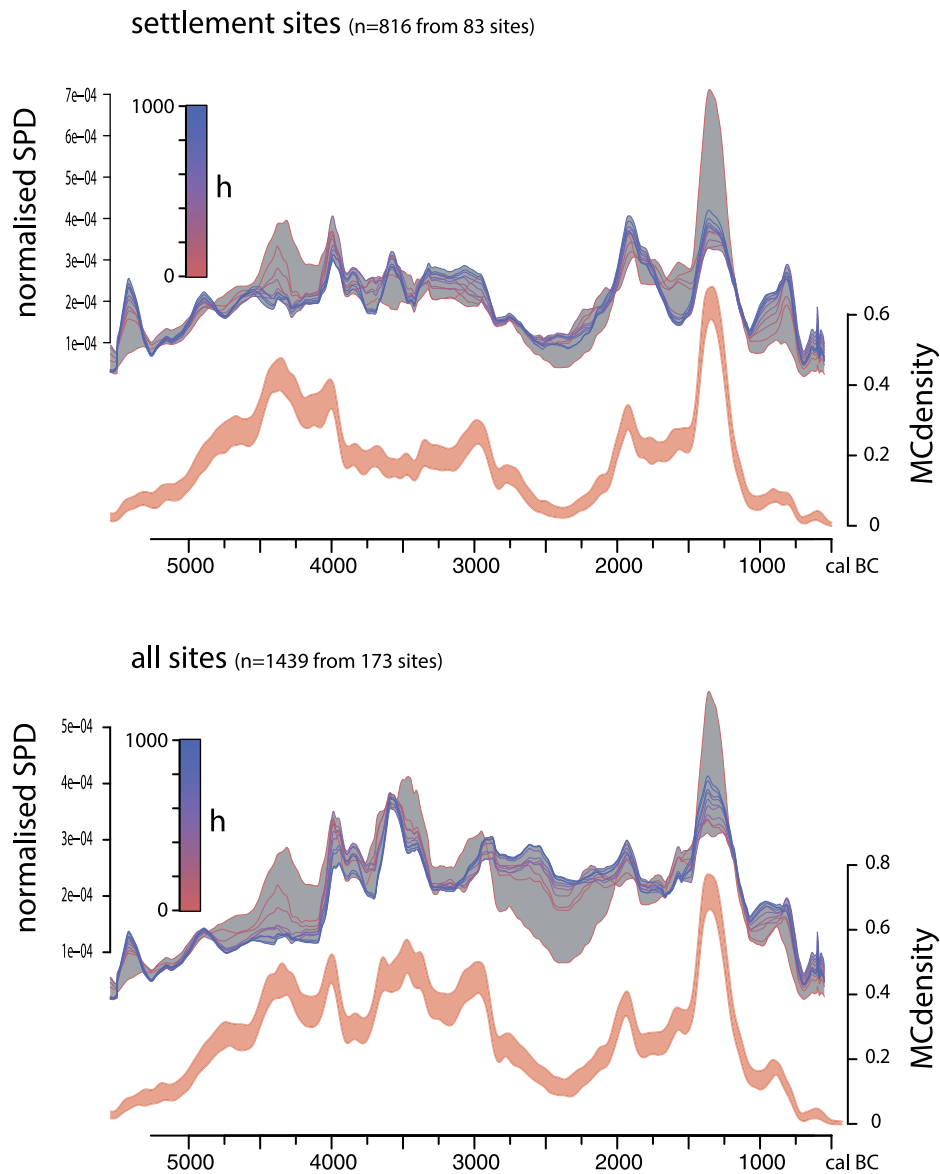 settlement sites (n=816 from 83 sites)
normalised SPD
7e−04
6e−04
5e−04
4e−04
3e−04
2e−04
1e−04
1000
0
h
0.6
0.4
0.2
0
MCdensity
5000 4000 3000 2000 1000 cal BC
all sites (n=1439 from 173 sites)
normalised SPD
5e−04
4e−04
3e−04
2e−04
1e−04
1000
0
h
0.8
0.6
0.4
0.2
0
MCdensity
5000 4000 3000 2000 1000 cal BC